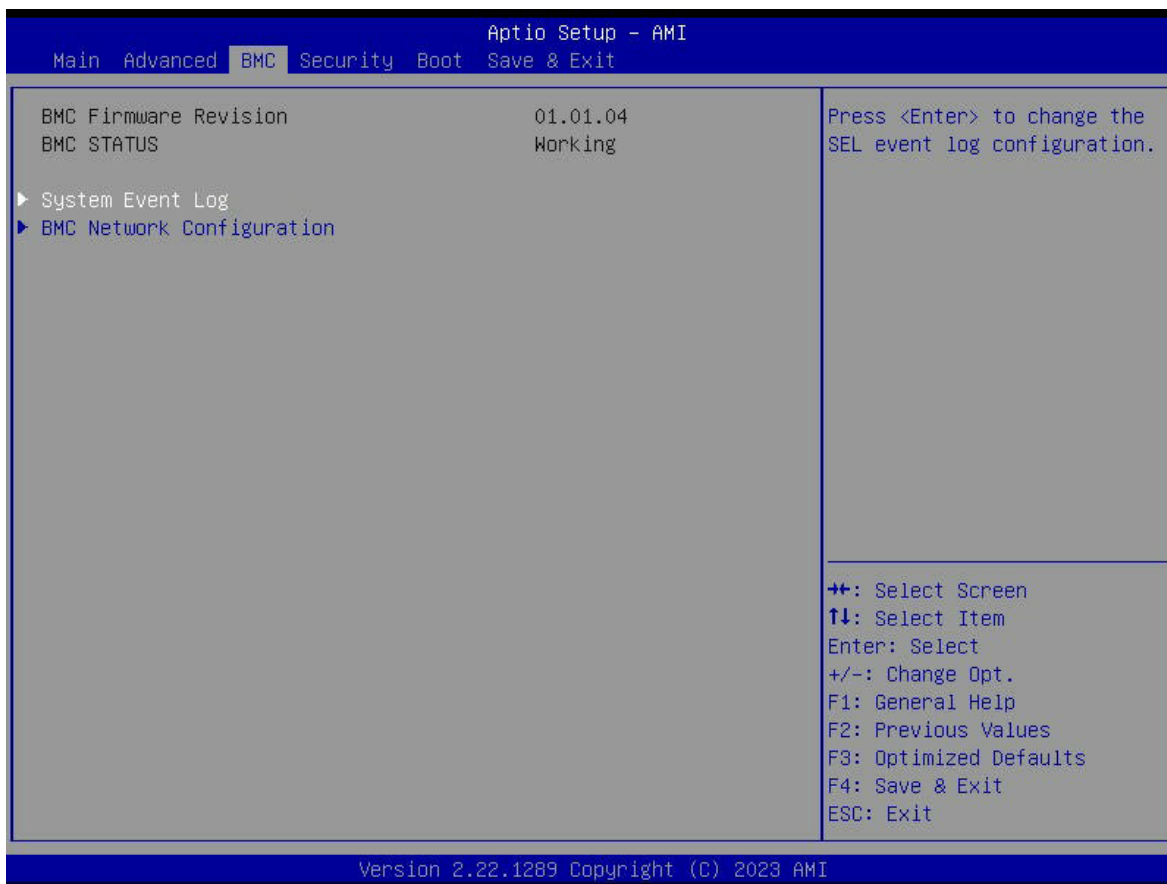 Aptio Setup - AMI
Main Advanced BMC Security Boot Save & Exit
BMC Firmware Revision 01.01.04
BMC STATUS Working
► System Event Log
► BMC Network Configuration
Press <Enter> to change the
SEL event log configuration.
→←: Select Screen
↑↓: Select Item
Enter: Select
+/-: Change Opt.
F1: General Help
F2: Previous Values
F3: Optimized Defaults
F4: Save & Exit
ESC: Exit
Version 2.22.1289 Copyright (C) 2023 AMI